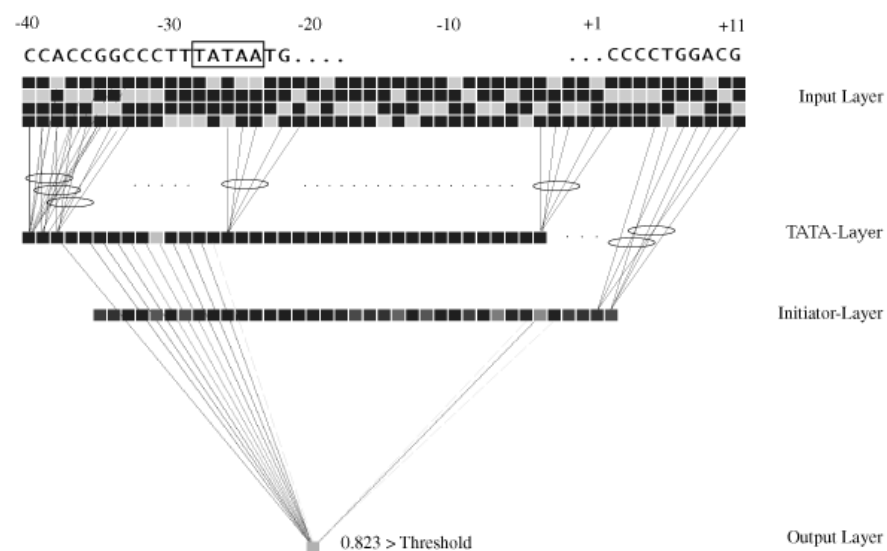 -40 -30 -20 -10 +1 +11
CCACCGGCCCTTTATAATG.... ...CCCCTGGACG
Input Layer
TATA-Layer
Initiator-Layer
0.823 > Threshold
Output Layer